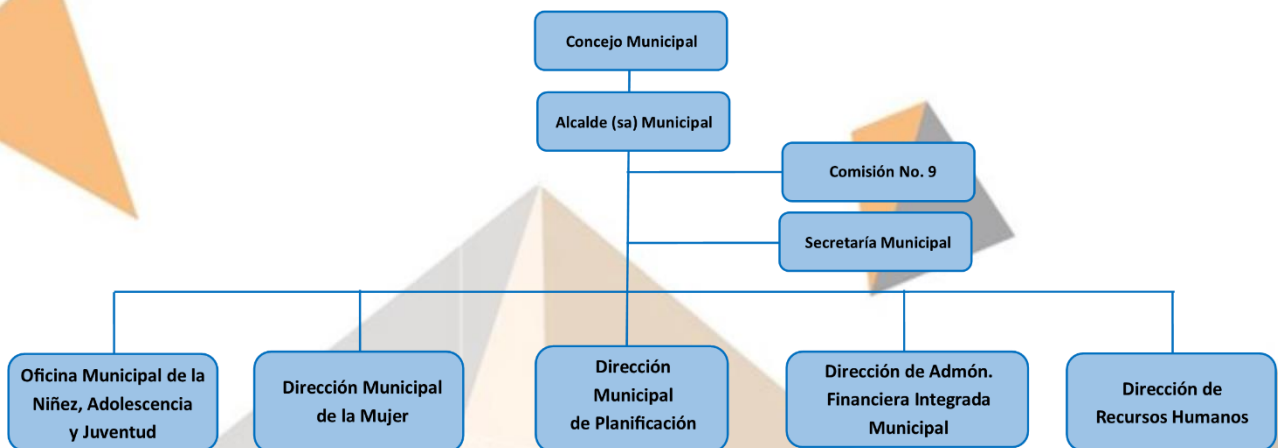 Concejo Municipal
Alcalde (sa) Municipal
Comisión No. 9
Secretaría Municipal
Oficina Municipal de la
Niñez, Adolescencia
y Juventud
Dirección Municipal
de la Mujer
Dirección
Municipal
de Planificación
Dirección de Admón.
Financiera Integrada
Municipal
Dirección de
Recursos Humanos